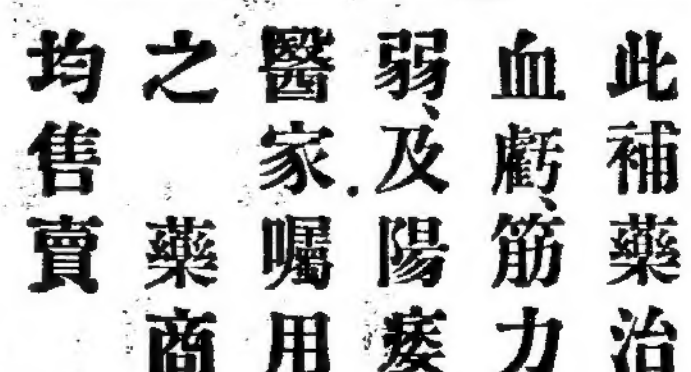 此補藥治
血虧、筋力
弱、及陽痿
醫家囑用
之 藥商
均售賣